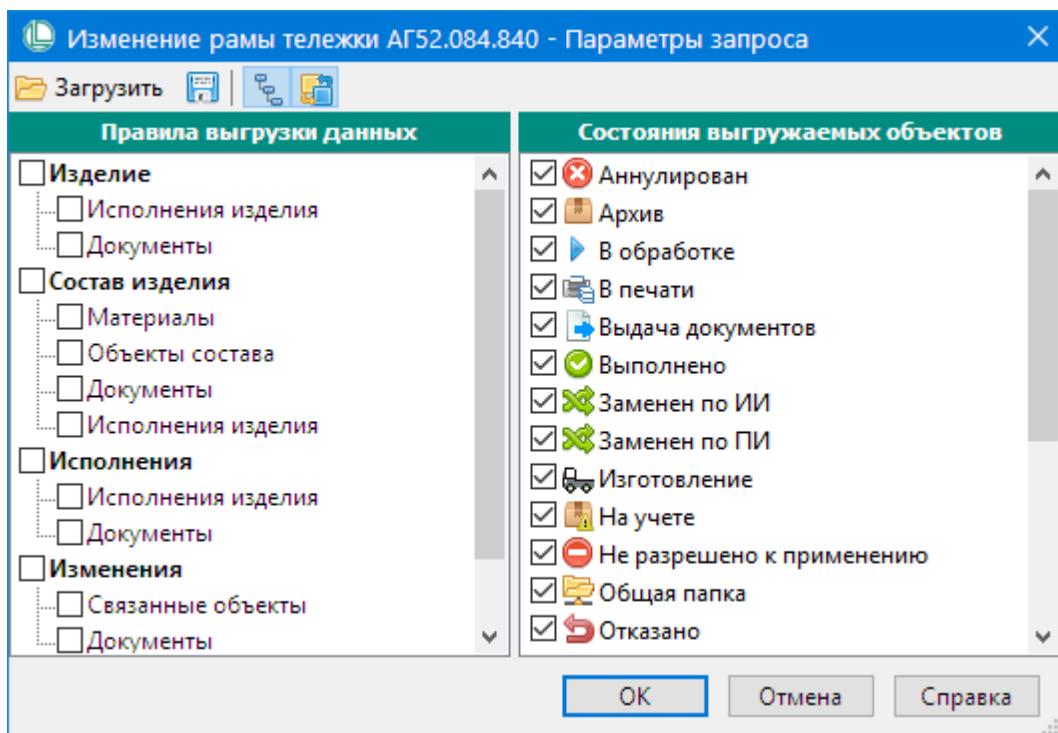 Изменение рамы тележки АГ52.084.840 - Параметры запроса
Загрузить
Правила выгрузки данных
Изделие
Исполнения изделия
Документы
Состав изделия
Материалы
Объекты состава
Документы
Исполнения изделия
Исполнения
Исполнения изделия
Документы
Изменения
Связанные объекты
Документы
Состояния выгружаемых объектов
Аннулирован
Архив
В обработке
В печати
Выдача документов
Выполнено
Заменен по ИИ
Заменен по ПИ
Изготовление
На учете
Не разрешено к применению
Общая папка
Отказано
ОК
Отмена
Справка